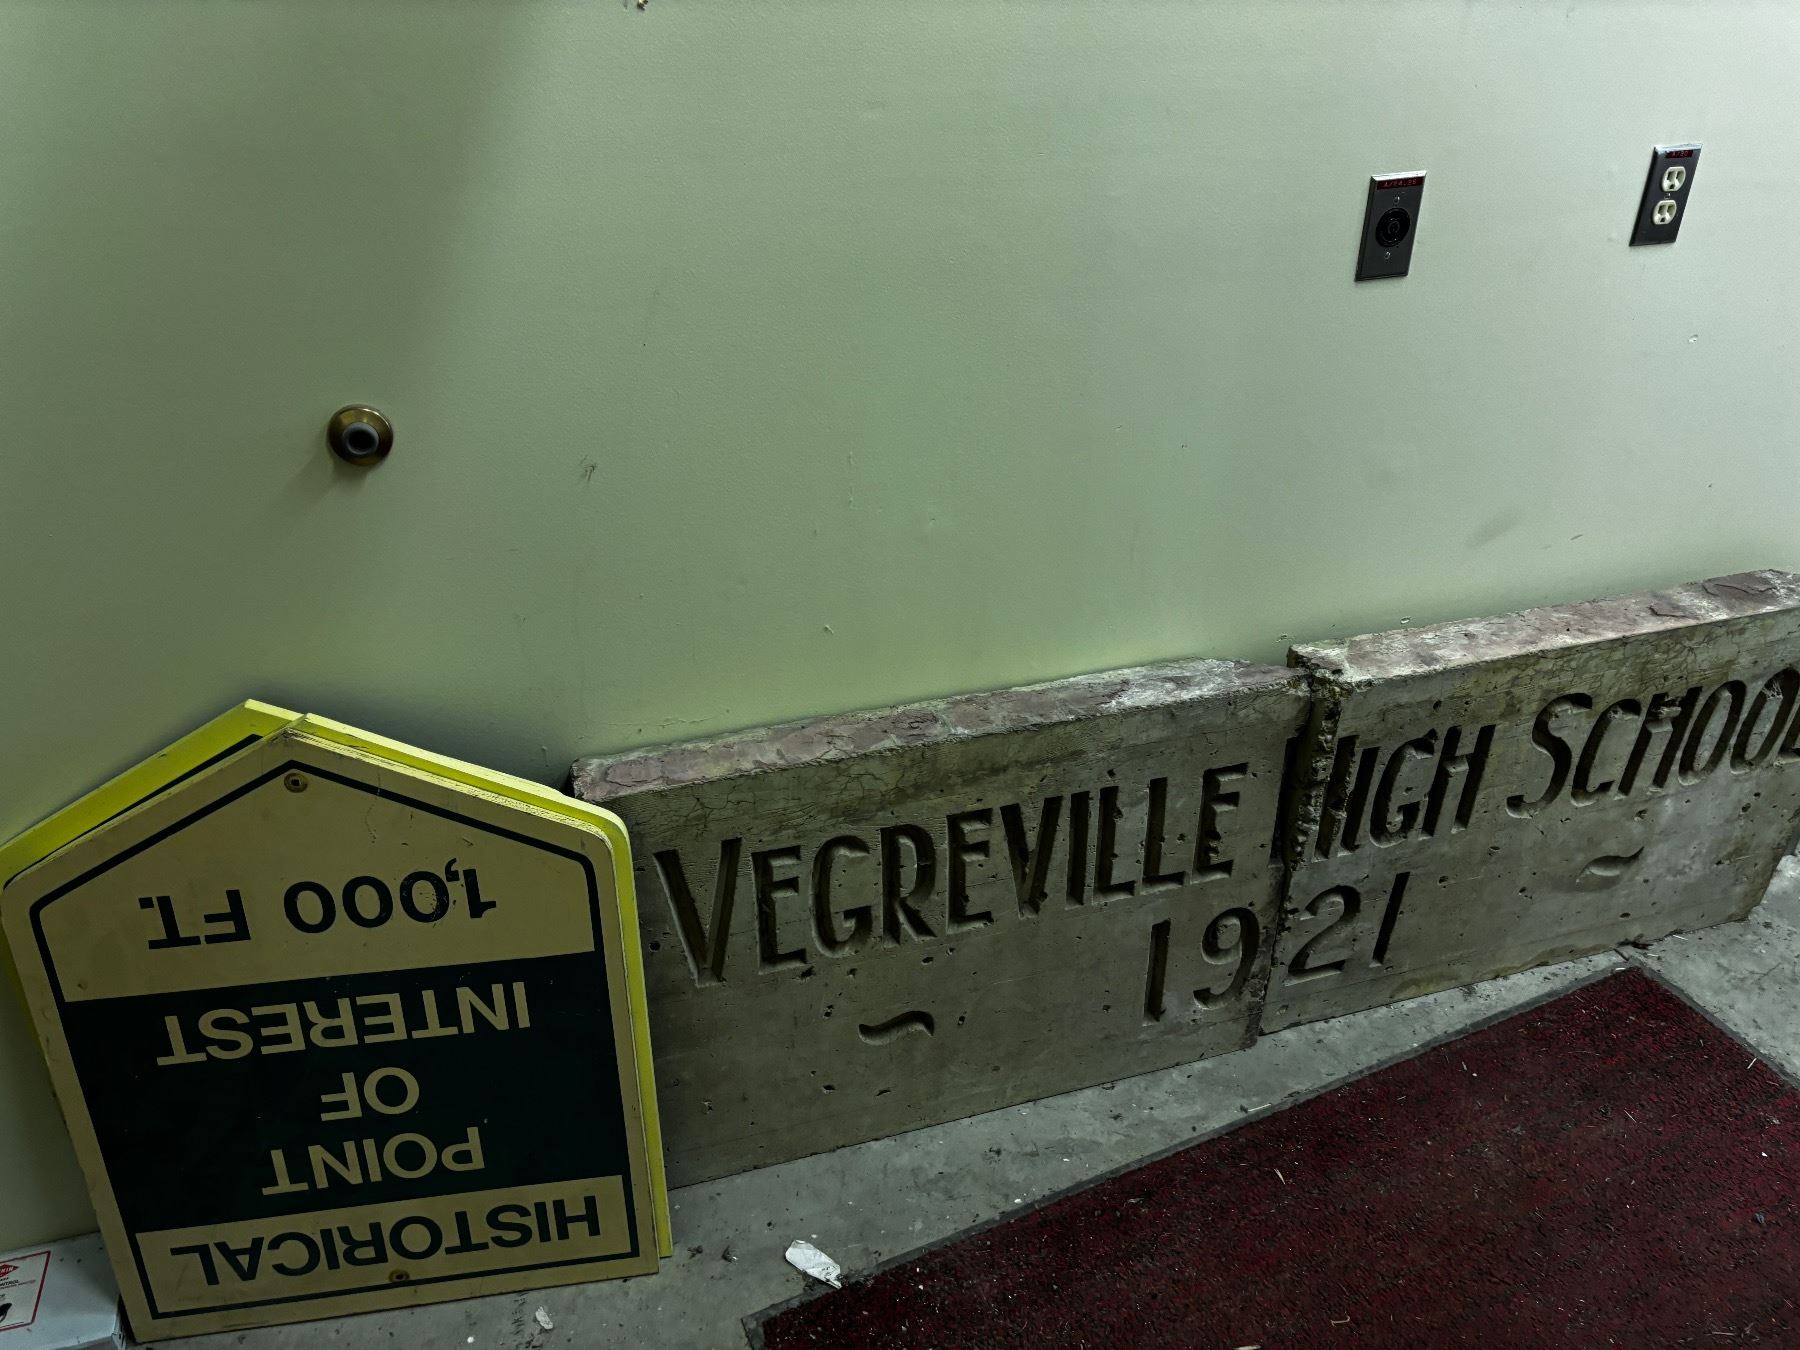 HISTORICAL
POINT
OF
INTEREST
1,000 FT.
VEGREVILLE HIGH SCHOOL
1921